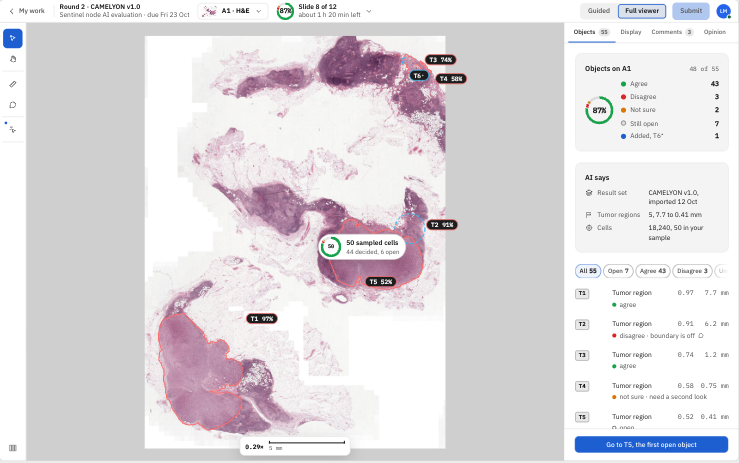 My work
Round 2 · CAMELYON v1.0
Sentinel node AI evaluation · due Fri 23 Oct
A1 · H&E
87%
Slide 8 of 12
about 1 h 20 min left
Guided
Full viewer
Submit
LM
Objects 55
Display
Comments 3
Opinion
T3 74%
T6*
T4 58%
T2 91%
50
50 sampled cells
44 decided, 6 open
T5 52%
T1 97%
0.29×
5 mm
Objects on A1
48 of 55
87%
Agree 43
Disagree 3
Not sure 2
Still open 7
Added, T6* 1
AI says
Result set CAMELYON v1.0, imported 12 Oct
Tumor regions 5, 7.7 to 0.41 mm
Cells 18,240, 50 in your sample
All 55
Open 7
Agree 43
Disagree 3
T1 Tumor region 0.97 7.7 mm
agree
T2 Tumor region 0.91 6.2 mm
disagree · boundary is off
T3 Tumor region 0.74 1.2 mm
agree
T4 Tumor region 0.58 0.75 mm
not sure · need a second look
T5 Tumor region 0.52 0.41 mm
open
Go to T5, the first open object